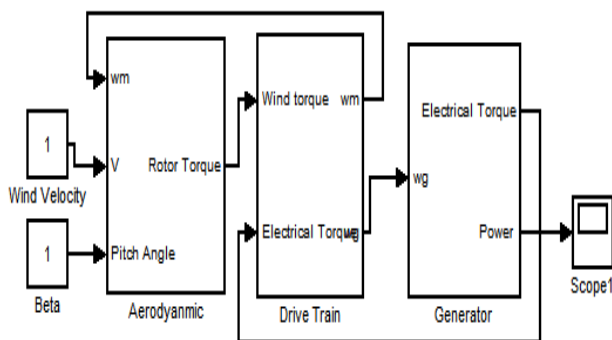 wm
V
Rotor Torque
Pitch Angle
Aerodyanmic
Wind torque
wm
Electrical Torque
wg
Drive Train
wg
Electrical Torque
Power
Generator
1
Wind Velocity
1
Beta
Scope1